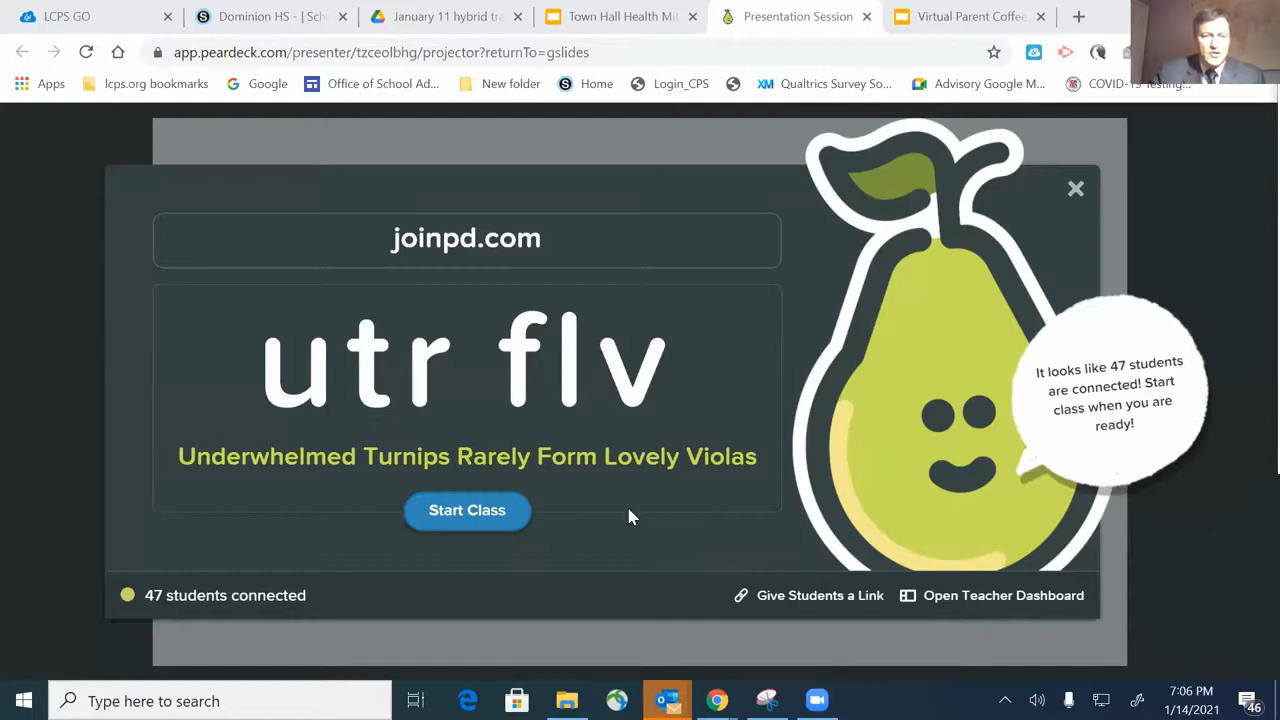 LCPS GO
Dominion HS - | Sch
January 11 hybrid tra
Town Hall Health Mit
Presentation Session
Virtual Parent Coffee
app.peardeck.com/presenter/tzceolbhg/projector?returnTo=gslides
Apps
lcps.org bookmarks
Google
Office of School Ad...
New folder
Home
Login_CPS
XM Qualtrics Survey So...
Advisory Google M...
COVID-19 Testing...
joinpd.com
utr flv
Underwhelmed Turnips Rarely Form Lovely Violas
Start Class
It looks like 47 students
are connected! Start
class when you are
ready!
47 students connected
Give Students a Link
Open Teacher Dashboard
Type here to search
7:06 PM
1/14/2021
46